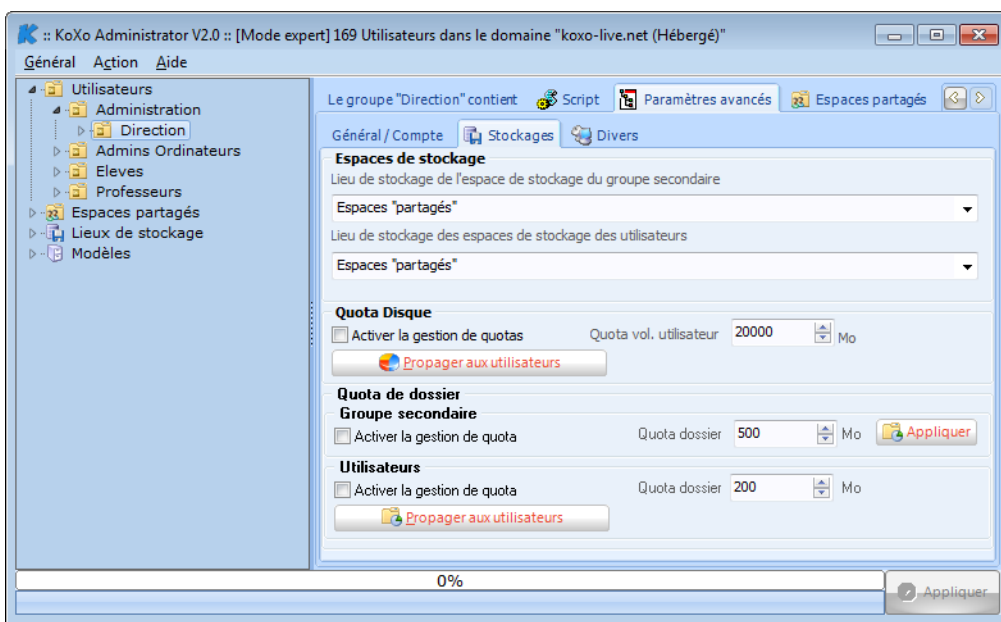 :: KoXo Administrator V2.0 :: [Mode expert] 169 Utilisateurs dans le domaine "koxo-live.net (Hébergé)"
Général Action Aide
Utilisateurs
Administration
Direction
Admins Ordinateurs
Eleves
Professeurs
Espaces partagés
Lieux de stockage
Modèles
Le groupe "Direction" contient Script Paramètres avancés Espaces partagés
Général / Compte Stockages Divers
Espaces de stockage
Lieu de stockage de l'espace de stockage du groupe secondaire
Espaces "partagés"
Lieu de stockage des espaces de stockage des utilisateurs
Espaces "partagés"
Quota Disque
Activer la gestion de quotas Quota vol. utilisateur 20000 Mo
Propager aux utilisateurs
Quota de dossier
Groupe secondaire
Activer la gestion de quota Quota dossier 500 Mo Appliquer
Utilisateurs
Activer la gestion de quota Quota dossier 200 Mo
Propager aux utilisateurs
0%
Appliquer